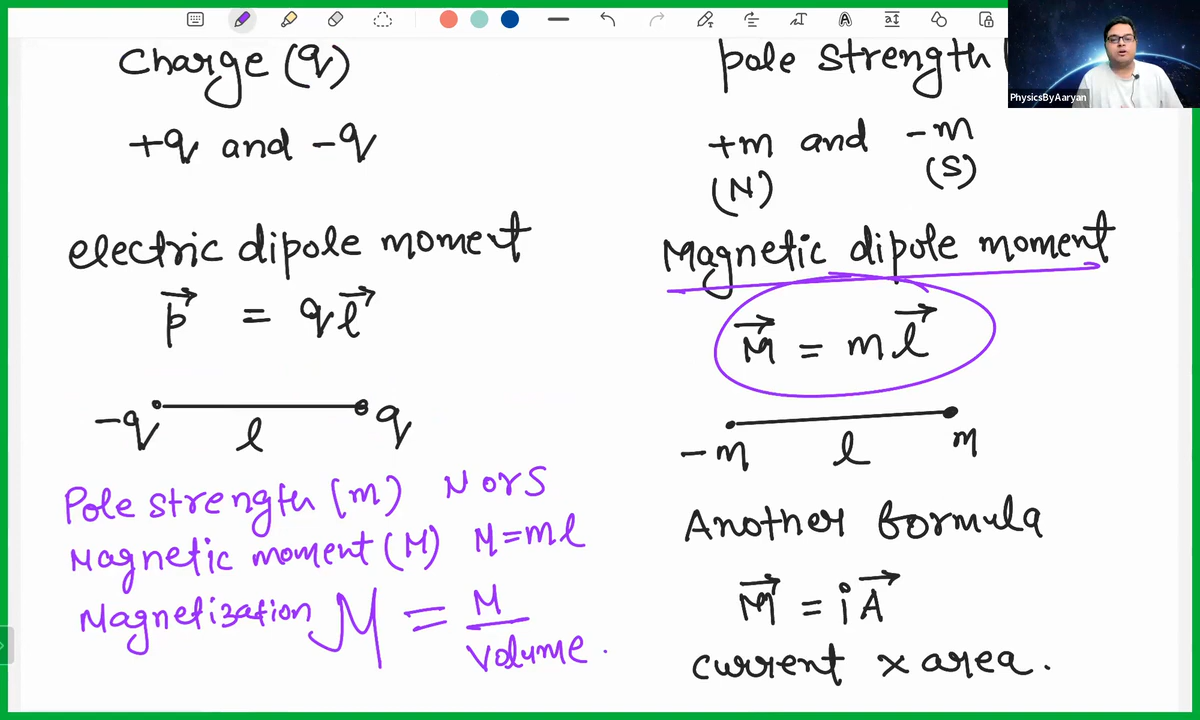 Charge (q)
+q and -q
electric dipole moment
p⃗ = ql⃗
-q l q
Pole strength (m) N or S
Magnetic moment (M) M=ml
Magnetization M = M
volume.
pole strength (
PhysicsByAaryan
+m and -m
(N) (S)
Magnetic dipole moment
M⃗ = ml⃗
-m l m
Another formula
M⃗ = iA⃗
current × area.